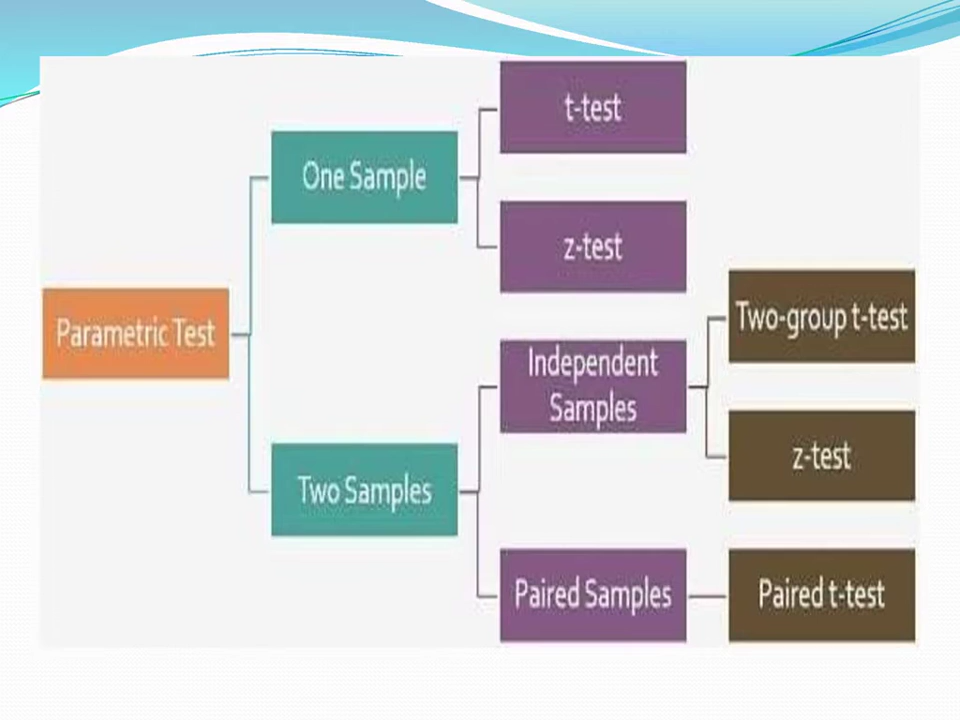 Parametric Test
One Sample
t-test
z-test
Two Samples
Independent
Samples
Two-group t-test
z-test
Paired Samples
Paired t-test